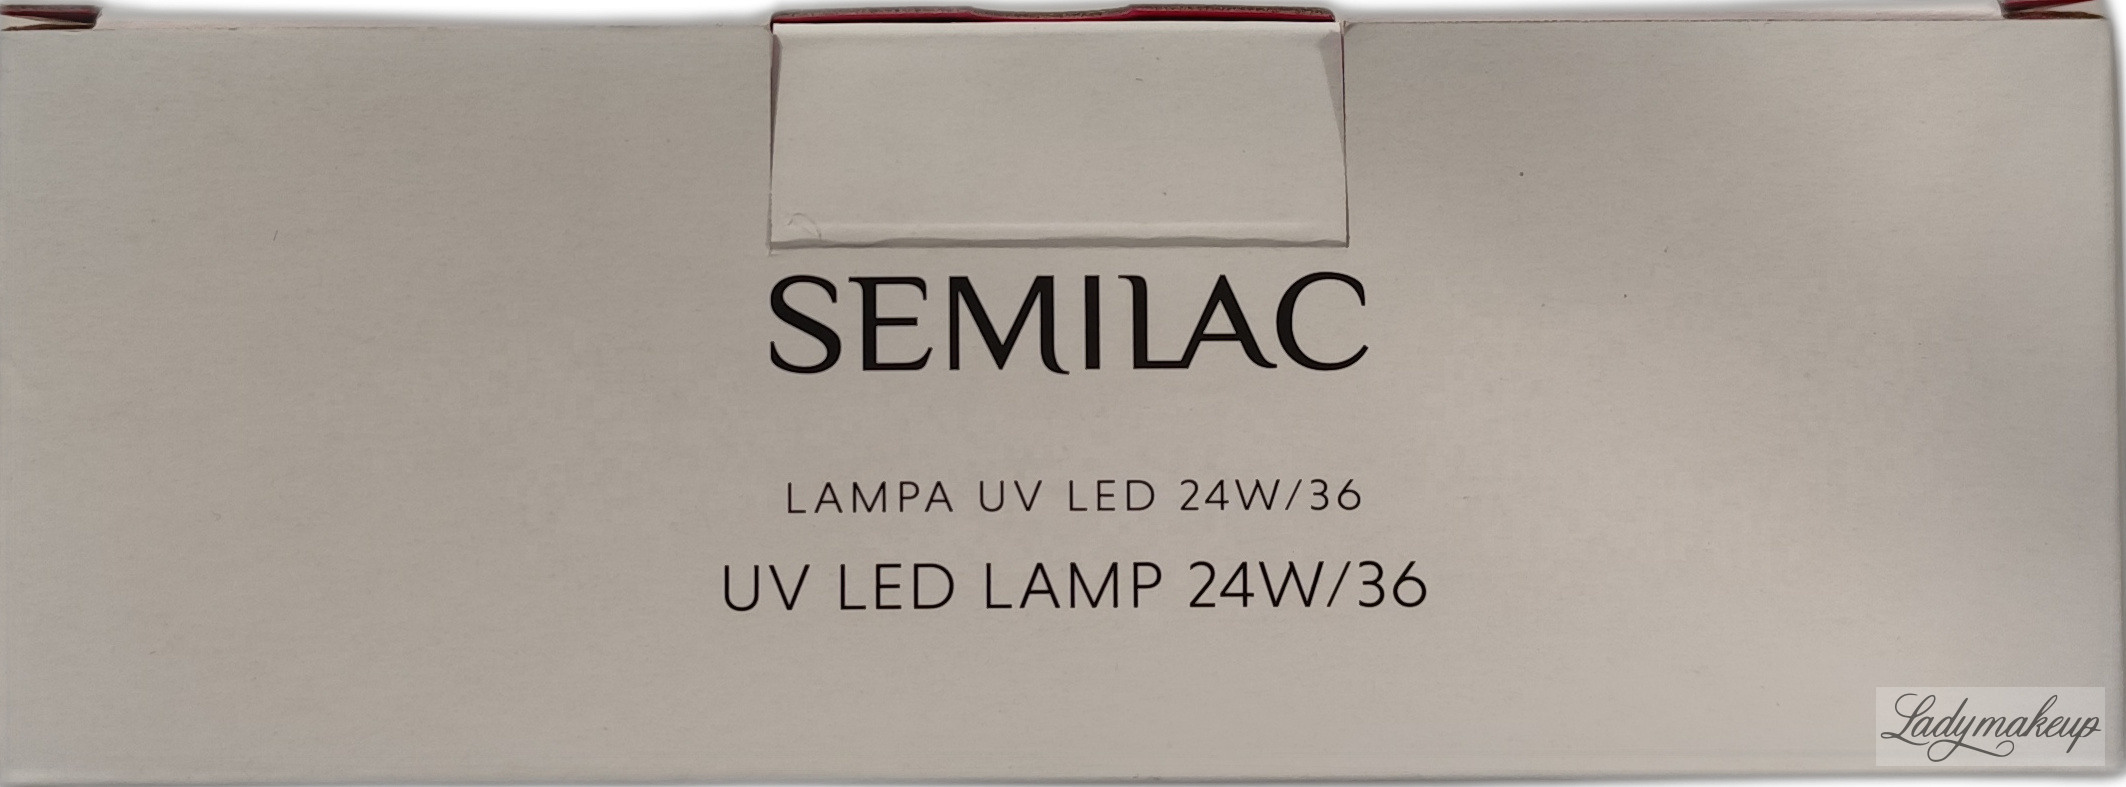 SEMILAC
LAMPA UV LED 24W/36
UV LED LAMP 24W/36
Ladymakeup